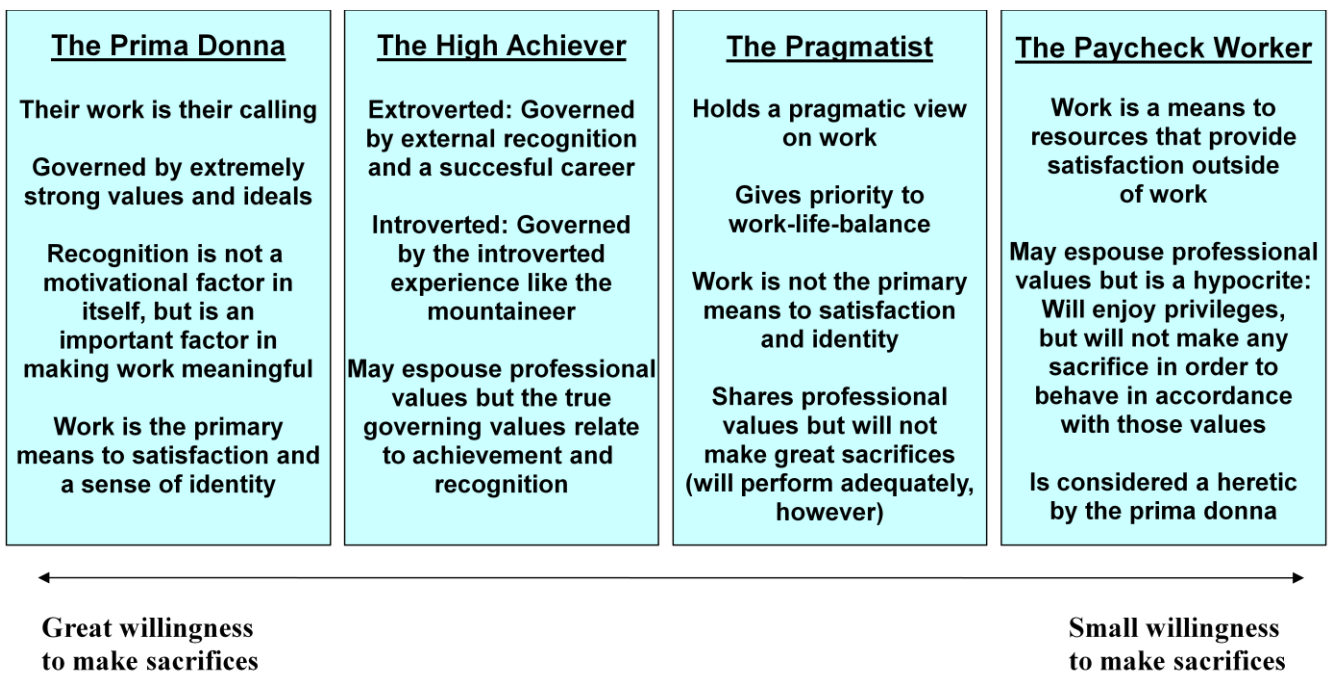 The Prima Donna
Their work is their calling
Governed by extremely
strong values and ideals
Recognition is not a
motivational factor in
itself, but is an
important factor in
making work meaningful
Work is the primary
means to satisfaction and
a sense of identity
The High Achiever
Extroverted: Governed
by external recognition
and a succesful career
Introverted: Governed
by the introverted
experience like the
mountaineer
May espouse professional
values but the true
governing values relate
to achievement and
recognition
The Pragmatist
Holds a pragmatic view
on work
Gives priority to
work-life-balance
Work is not the primary
means to satisfaction
and identity
Shares professional
values but will not
make great sacrifices
(will perform adequately,
however)
The Paycheck Worker
Work is a means to
resources that provide
satisfaction outside
of work
May espouse professional
values but is a hypocrite:
Will enjoy privileges,
but will not make any
sacrifice in order to
behave in accordance
with those values
Is considered a heretic
by the prima donna
Great willingness
to make sacrifices
Small willingness
to make sacrifices